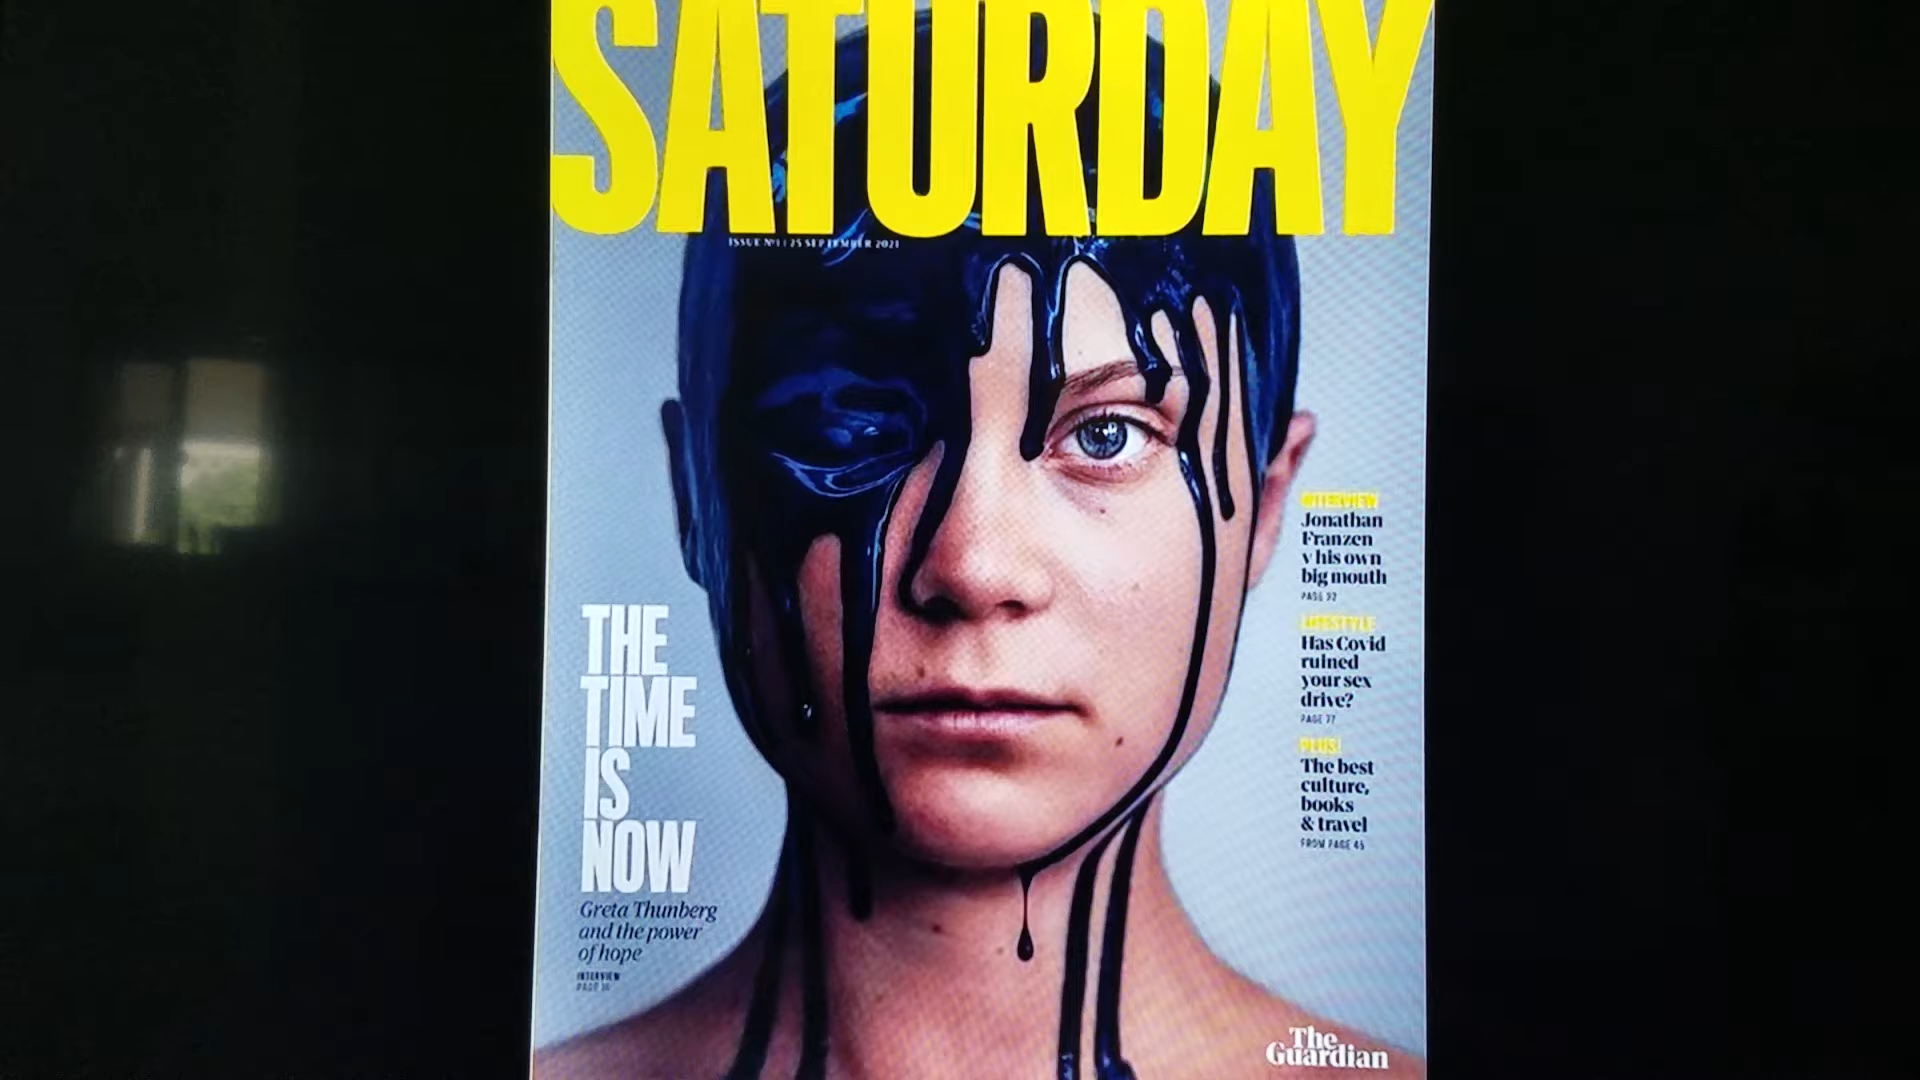 SATURDAY
ISSUE Nº1 | 25 SEPTEMBER 2021
THE
TIME
IS
NOW
Greta Thunberg
and the power
of hope
INTERVIEW
PAGE 16
INTERVIEW
Jonathan
Franzen
v his own
big mouth
PAGE 32
LIFESTYLE
Has Covid
ruined
your sex
drive?
PAGE 77
PLUS!
The best
culture,
books
& travel
FROM PAGE 45
The
Guardian